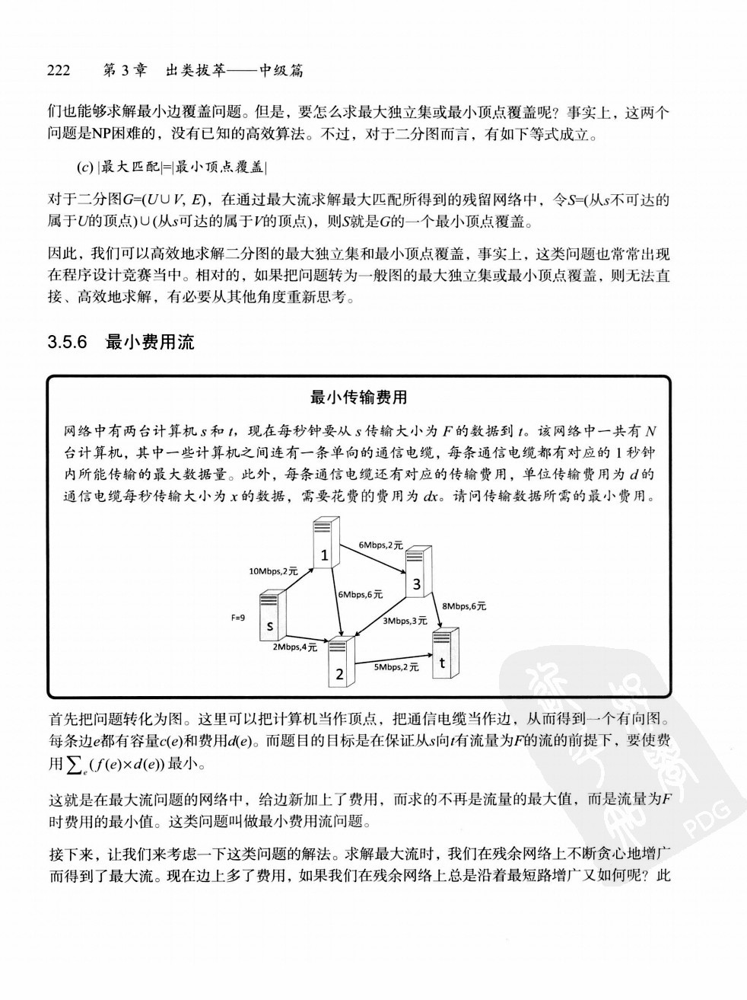 222 第 3 章 出类拔萃——中级篇
们也能够求解最小边覆盖问题。但是，要怎么求最大独立集或最小顶点覆盖呢？事实上，这两个
问题是NP困难的，没有已知的高效算法。不过，对于二分图而言，有如下等式成立。
(c) |最大匹配|=|最小顶点覆盖|
对于二分图G=(U∪V, E)，在通过最大流求解最大匹配所得到的残留网络中，令S=(从s不可达的
属于U的顶点)∪(从s可达的属于V的顶点)，则S就是G的一个最小顶点覆盖。
因此，我们可以高效地求解二分图的最大独立集和最小顶点覆盖，事实上，这类问题也常常出现
在程序设计竞赛当中。相对的，如果把问题转为一般图的最大独立集或最小顶点覆盖，则无法直
接、高效地求解，有必要从其他角度重新思考。
3.5.6 最小费用流
最小传输费用
网络中有两台计算机 s 和 t，现在每秒钟要从 s 传输大小为 F 的数据到 t。该网络中一共有 N
台计算机，其中一些计算机之间连有一条单向的通信电缆，每条通信电缆都有对应的 1 秒钟
内所能传输的最大数据量。此外，每条通信电缆还有对应的传输费用，单位传输费用为 d 的
通信电缆每秒传输大小为 x 的数据，需要花费的费用为 dx。请问传输数据所需的最小费用。
1
6Mbps,2元
10Mbps,2元
3
6Mbps,6元
8Mbps,6元
F=9
S
3Mbps,3元
2Mbps,4元
2
5Mbps,2元
t
首先把问题转化为图。这里可以把计算机当作顶点，把通信电缆当作边，从而得到一个有向图。
每条边e都有容量c(e)和费用d(e)。而题目的目标是在保证从s向t有流量为F的流的前提下，要使费
用∑e(f(e)×d(e))最小。
这就是在最大流问题的网络中，给边新加上了费用，而求的不再是流量的最大值，而是流量为F
时费用的最小值。这类问题叫做最小费用流问题。
接下来，让我们来考虑一下这类问题的解法。求解最大流时，我们在残余网络上不断贪心地增广
而得到了最大流。现在边上多了费用，如果我们在残余网络上总是沿着最短路增广又如何呢？此
PDG